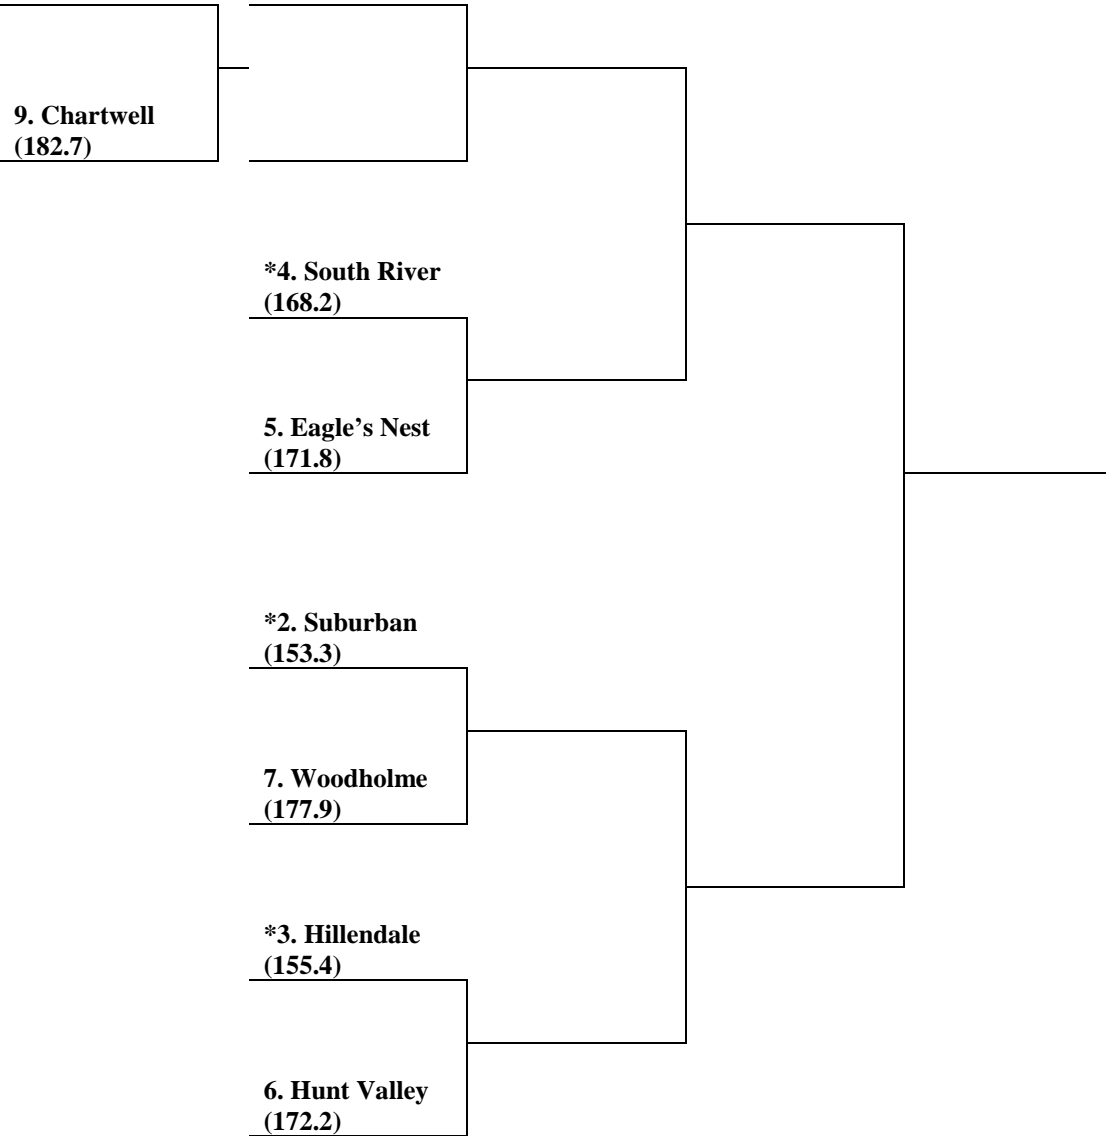 9. Chartwell
(182.7)
*4. South River
(168.2)
5. Eagle’s Nest
(171.8)
*2. Suburban
(153.3)
7. Woodholme
(177.9)
*3. Hillendale
(155.4)
6. Hunt Valley
(172.2)